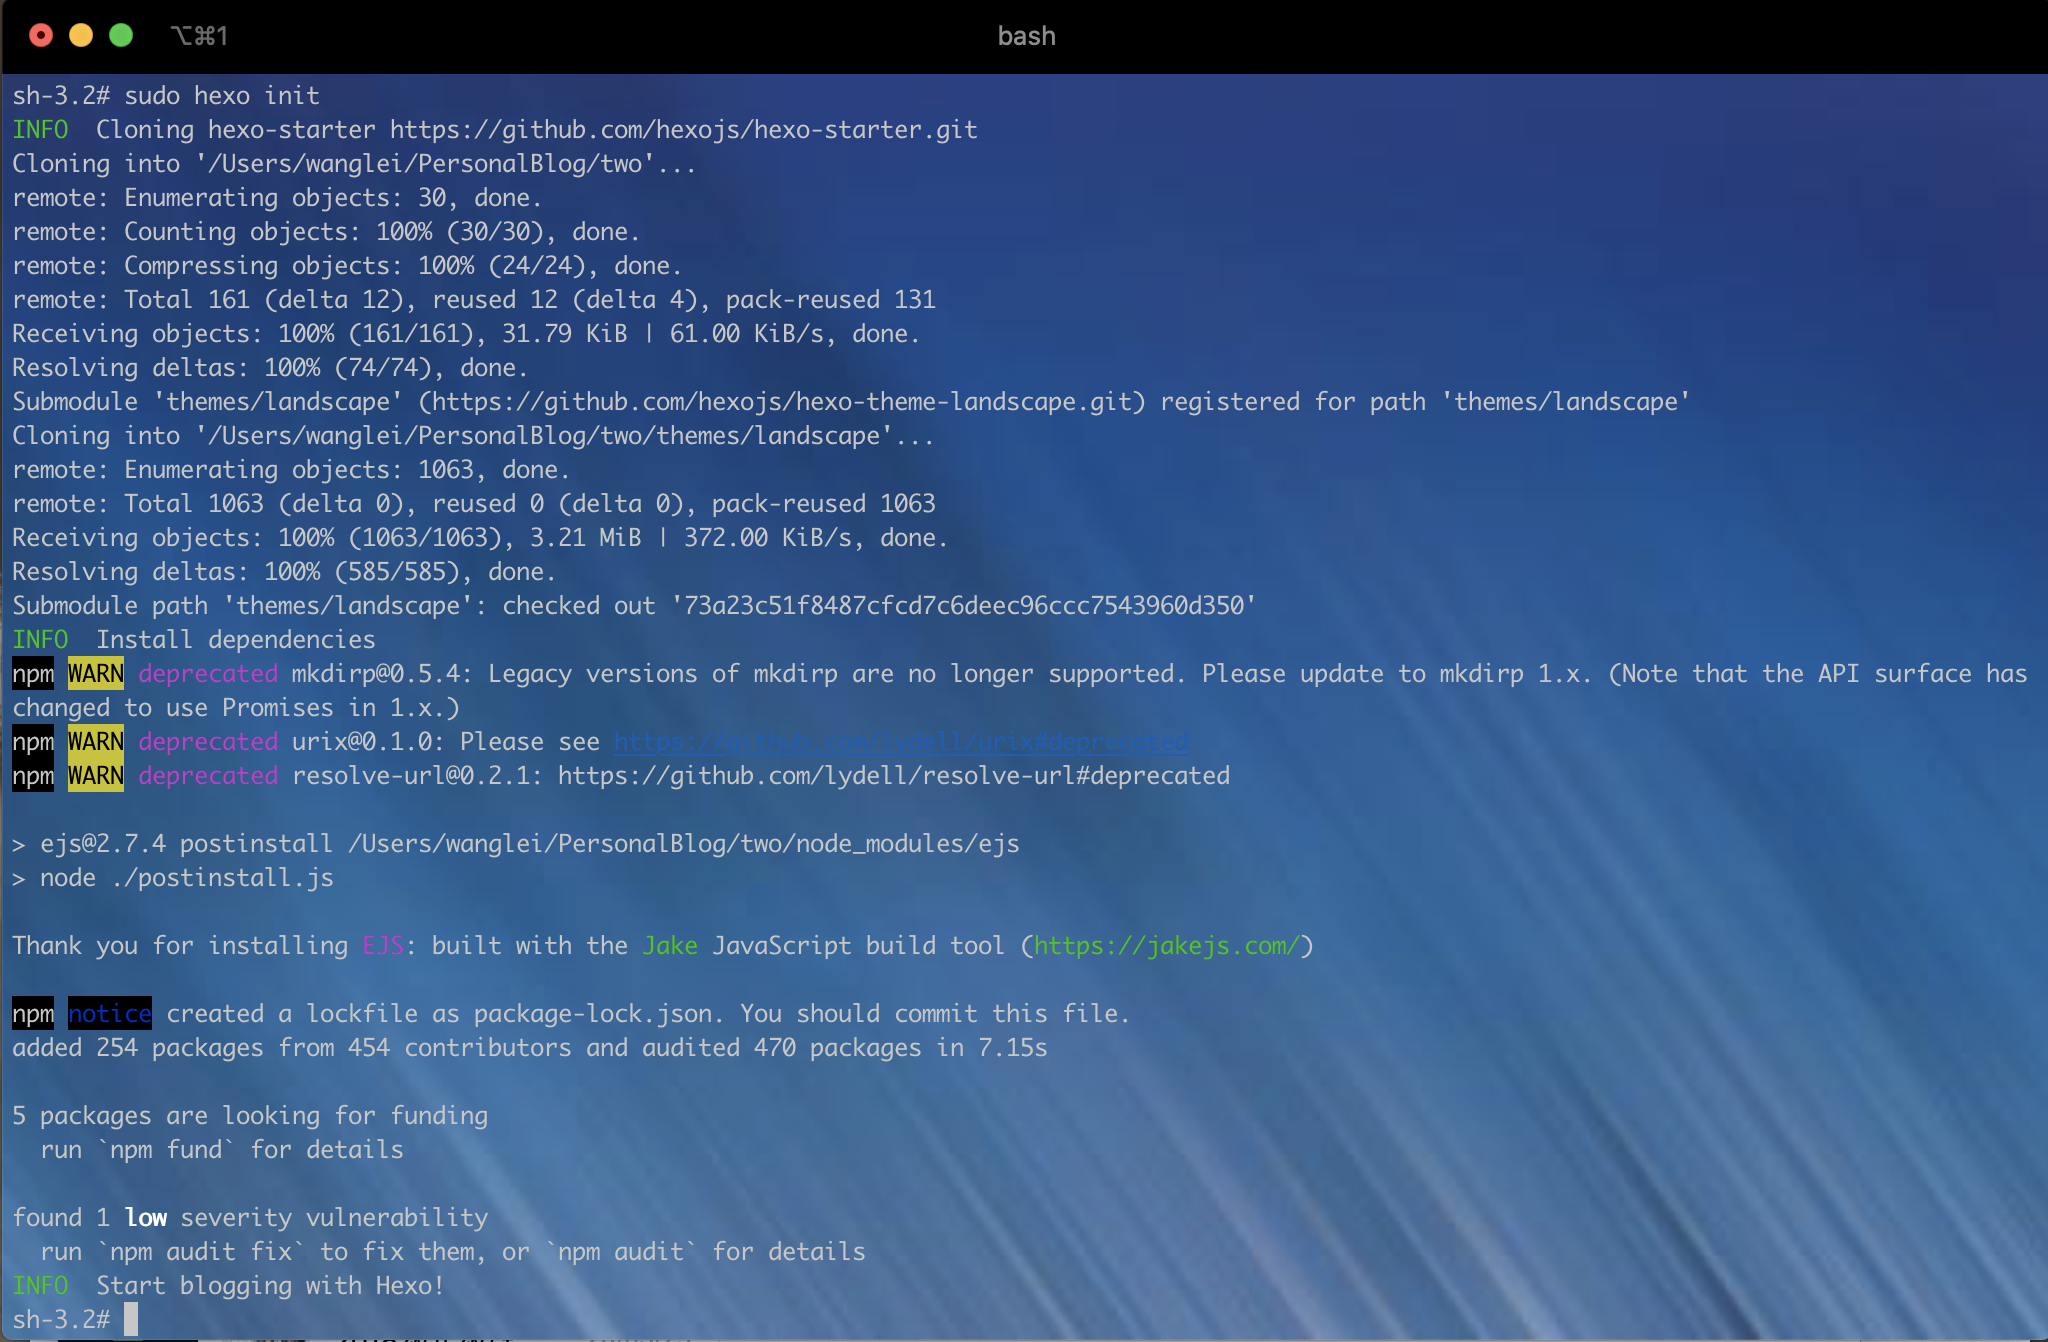 ⌥⌘1
bash
sh-3.2# sudo hexo init
INFO  Cloning hexo-starter https://github.com/hexojs/hexo-starter.git
Cloning into '/Users/wanglei/PersonalBlog/two'...
remote: Enumerating objects: 30, done.
remote: Counting objects: 100% (30/30), done.
remote: Compressing objects: 100% (24/24), done.
remote: Total 161 (delta 12), reused 12 (delta 4), pack-reused 131
Receiving objects: 100% (161/161), 31.79 KiB | 61.00 KiB/s, done.
Resolving deltas: 100% (74/74), done.
Submodule 'themes/landscape' (https://github.com/hexojs/hexo-theme-landscape.git) registered for path 'themes/landscape'
Cloning into '/Users/wanglei/PersonalBlog/two/themes/landscape'...
remote: Enumerating objects: 1063, done.
remote: Total 1063 (delta 0), reused 0 (delta 0), pack-reused 1063
Receiving objects: 100% (1063/1063), 3.21 MiB | 372.00 KiB/s, done.
Resolving deltas: 100% (585/585), done.
Submodule path 'themes/landscape': checked out '73a23c51f8487cfcd7c6deec96ccc7543960d350'
INFO  Install dependencies
npm WARN deprecated mkdirp@0.5.4: Legacy versions of mkdirp are no longer supported. Please update to mkdirp 1.x. (Note that the API surface has
changed to use Promises in 1.x.)
npm WARN deprecated urix@0.1.0: Please see https://github.com/lydell/urix#deprecated
npm WARN deprecated resolve-url@0.2.1: https://github.com/lydell/resolve-url#deprecated
> ejs@2.7.4 postinstall /Users/wanglei/PersonalBlog/two/node_modules/ejs
> node ./postinstall.js
Thank you for installing EJS: built with the Jake JavaScript build tool (https://jakejs.com/)
npm notice created a lockfile as package-lock.json. You should commit this file.
added 254 packages from 454 contributors and audited 470 packages in 7.15s
5 packages are looking for funding
  run `npm fund` for details
found 1 low severity vulnerability
  run `npm audit fix` to fix them, or `npm audit` for details
INFO  Start blogging with Hexo!
sh-3.2#